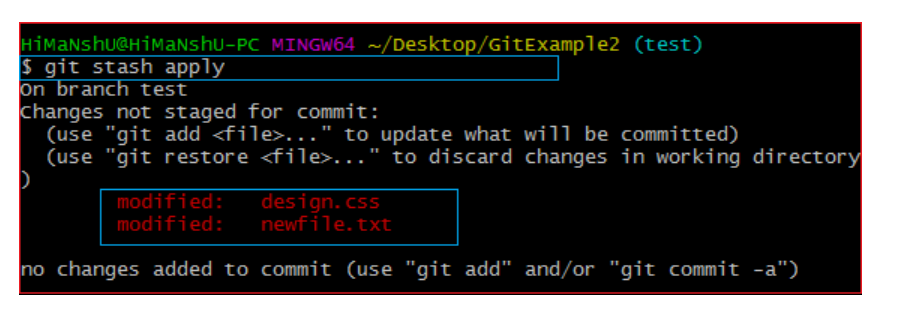 HiMaNshU@HiMaNshU-PC MINGW64 ~/Desktop/GitExample2 (test)
$ git stash apply
On branch test
Changes not staged for commit:
  (use "git add <file>..." to update what will be committed)
  (use "git restore <file>..." to discard changes in working directory
)
        modified:   design.css
        modified:   newfile.txt
no changes added to commit (use "git add" and/or "git commit -a")